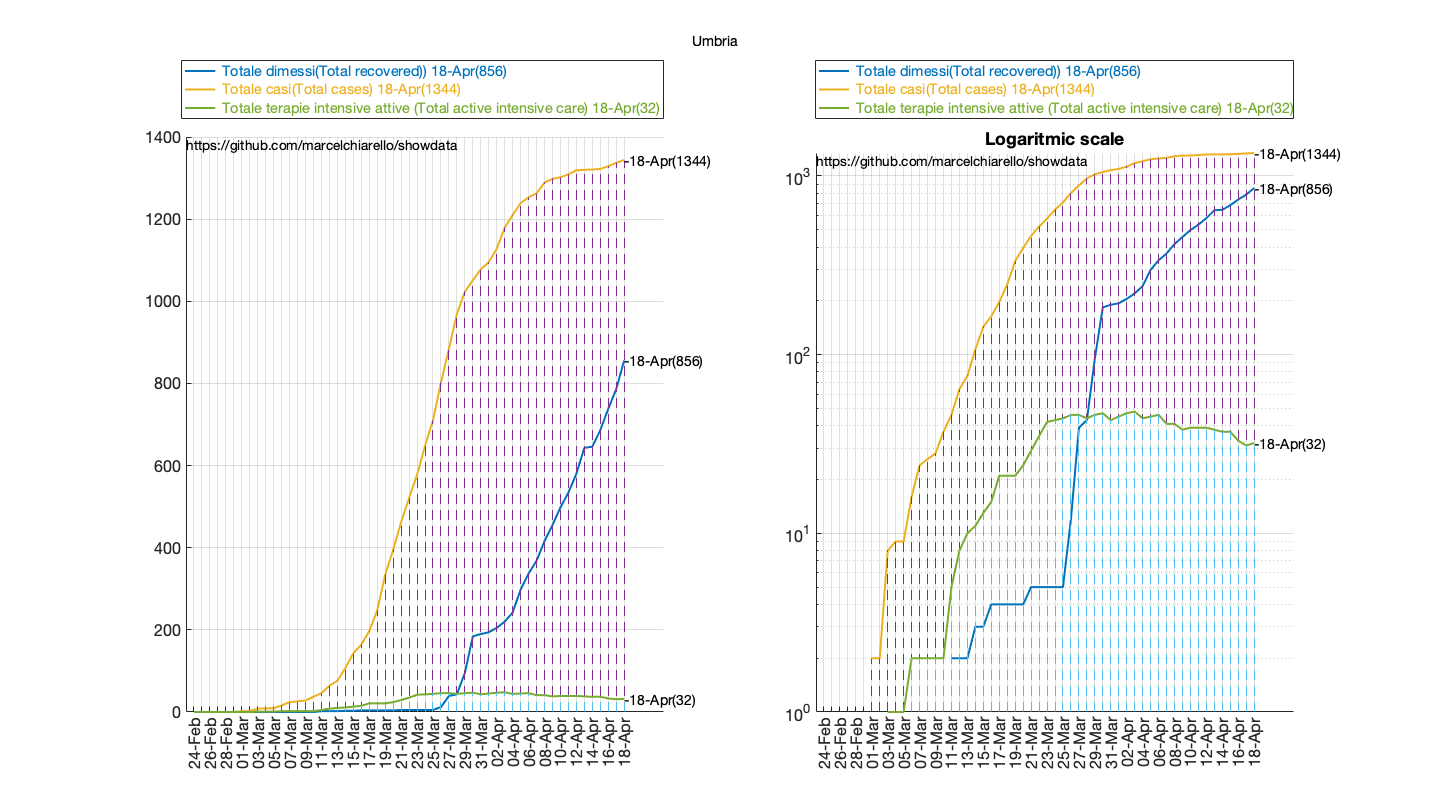 Umbria
Totale dimessi(Total recovered)) 18-Apr(856)
Totale casi(Total cases) 18-Apr(1344)
Totale terapie intensive attive (Total active intensive care) 18-Apr(32)
https://github.com/marcelchiarello/showdata
1400
1200
1000
800
600
400
200
0
18-Apr(1344)
18-Apr(856)
18-Apr(32)
24-Feb
26-Feb
28-Feb
01-Mar
03-Mar
05-Mar
07-Mar
09-Mar
11-Mar
13-Mar
15-Mar
17-Mar
19-Mar
21-Mar
23-Mar
25-Mar
27-Mar
29-Mar
31-Mar
02-Apr
04-Apr
06-Apr
08-Apr
10-Apr
12-Apr
14-Apr
16-Apr
18-Apr
Totale dimessi(Total recovered)) 18-Apr(856)
Totale casi(Total cases) 18-Apr(1344)
Totale terapie intensive attive (Total active intensive care) 18-Apr(32)
Logaritmic scale
https://github.com/marcelchiarello/showdata
10³
10²
10¹
10⁰
18-Apr(1344)
18-Apr(856)
18-Apr(32)
24-Feb
26-Feb
28-Feb
01-Mar
03-Mar
05-Mar
07-Mar
09-Mar
11-Mar
13-Mar
15-Mar
17-Mar
19-Mar
21-Mar
23-Mar
25-Mar
27-Mar
29-Mar
31-Mar
02-Apr
04-Apr
06-Apr
08-Apr
10-Apr
12-Apr
14-Apr
16-Apr
18-Apr